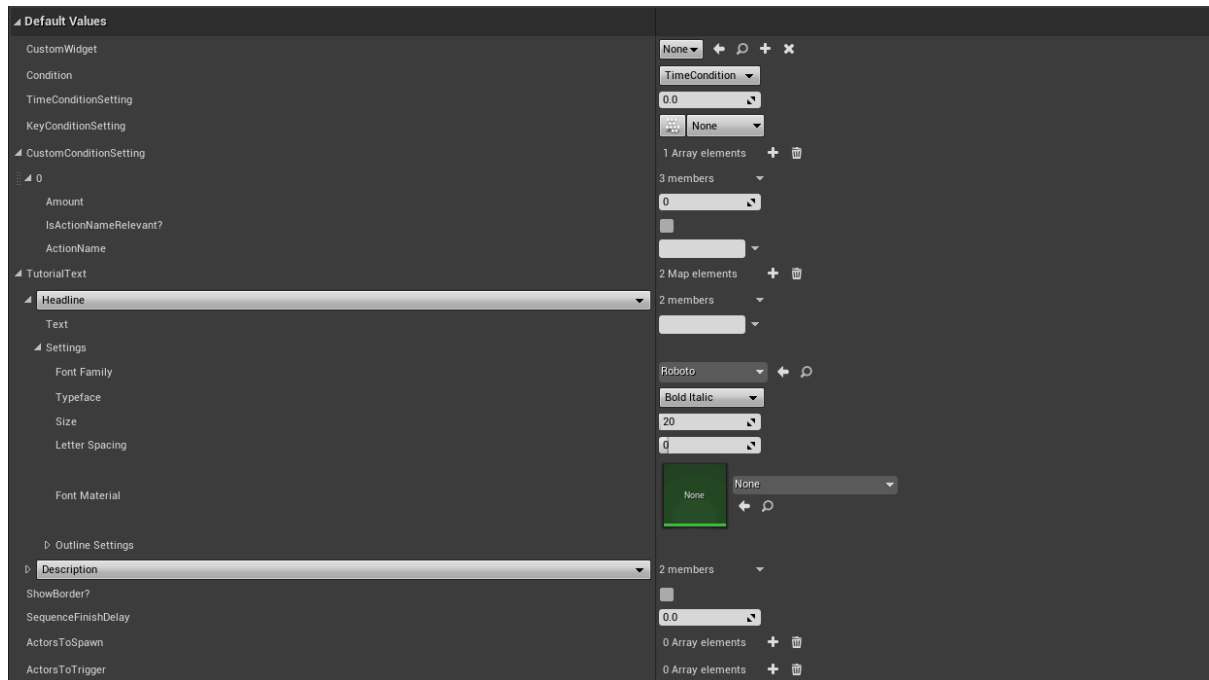 Default Values
CustomWidget None
Condition TimeCondition
TimeConditionSetting 0.0
KeyConditionSetting None
CustomConditionSetting 1 Array elements
0 3 members
Amount 0
IsActionNameRelevant?
ActionName
TutorialText 2 Map elements
Headline 2 members
Text
Settings
Font Family Roboto
Typeface Bold Italic
Size 20
Letter Spacing 0
Font Material None None
Outline Settings
Description 2 members
ShowBorder?
SequenceFinishDelay 0.0
ActorsToSpawn 0 Array elements
ActorsToTrigger 0 Array elements